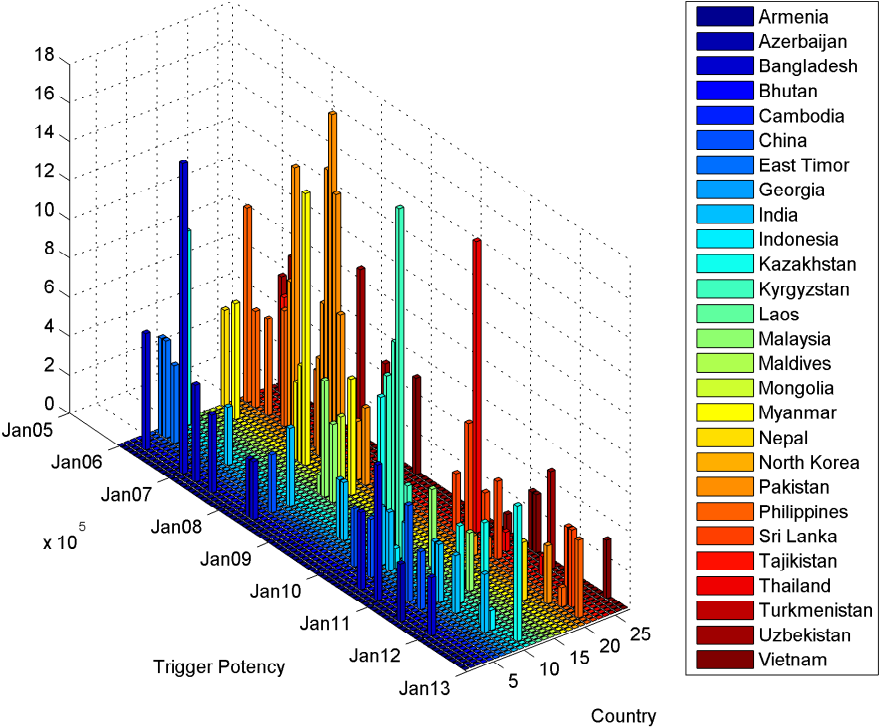 18
16
14
12
10
8
6
4
2
0
Jan05
Jan06
Jan07
Jan08
Jan09
Jan10
Jan11
Jan12
Jan13
x 10^5
Trigger Potency
5
10
15
20
25
Country
Armenia
Azerbaijan
Bangladesh
Bhutan
Cambodia
China
East Timor
Georgia
India
Indonesia
Kazakhstan
Kyrgyzstan
Laos
Malaysia
Maldives
Mongolia
Myanmar
Nepal
North Korea
Pakistan
Philippines
Sri Lanka
Tajikistan
Thailand
Turkmenistan
Uzbekistan
Vietnam